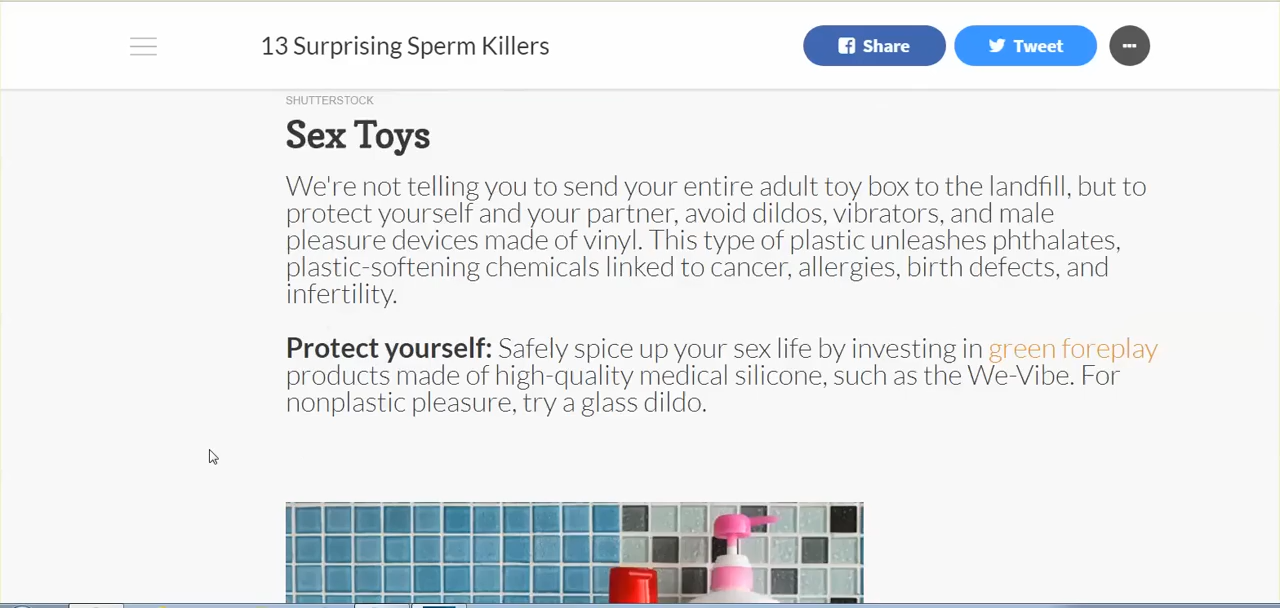 13 Surprising Sperm Killers
Share
Tweet
SHUTTERSTOCK
Sex Toys
We're not telling you to send your entire adult toy box to the landfill, but to
protect yourself and your partner, avoid dildos, vibrators, and male
pleasure devices made of vinyl. This type of plastic unleashes phthalates,
plastic-softening chemicals linked to cancer, allergies, birth defects, and
infertility.
Protect yourself: Safely spice up your sex life by investing in green foreplay
products made of high-quality medical silicone, such as the We-Vibe. For
nonplastic pleasure, try a glass dildo.